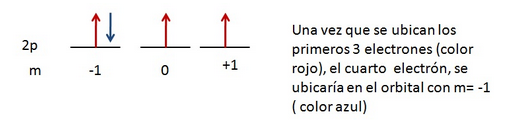 2p
m -1 0 +1
Una vez que se ubican los
primeros 3 electrones (color
rojo), el cuarto electrón, se
ubicaría en el orbital con m= -1
( color azul)